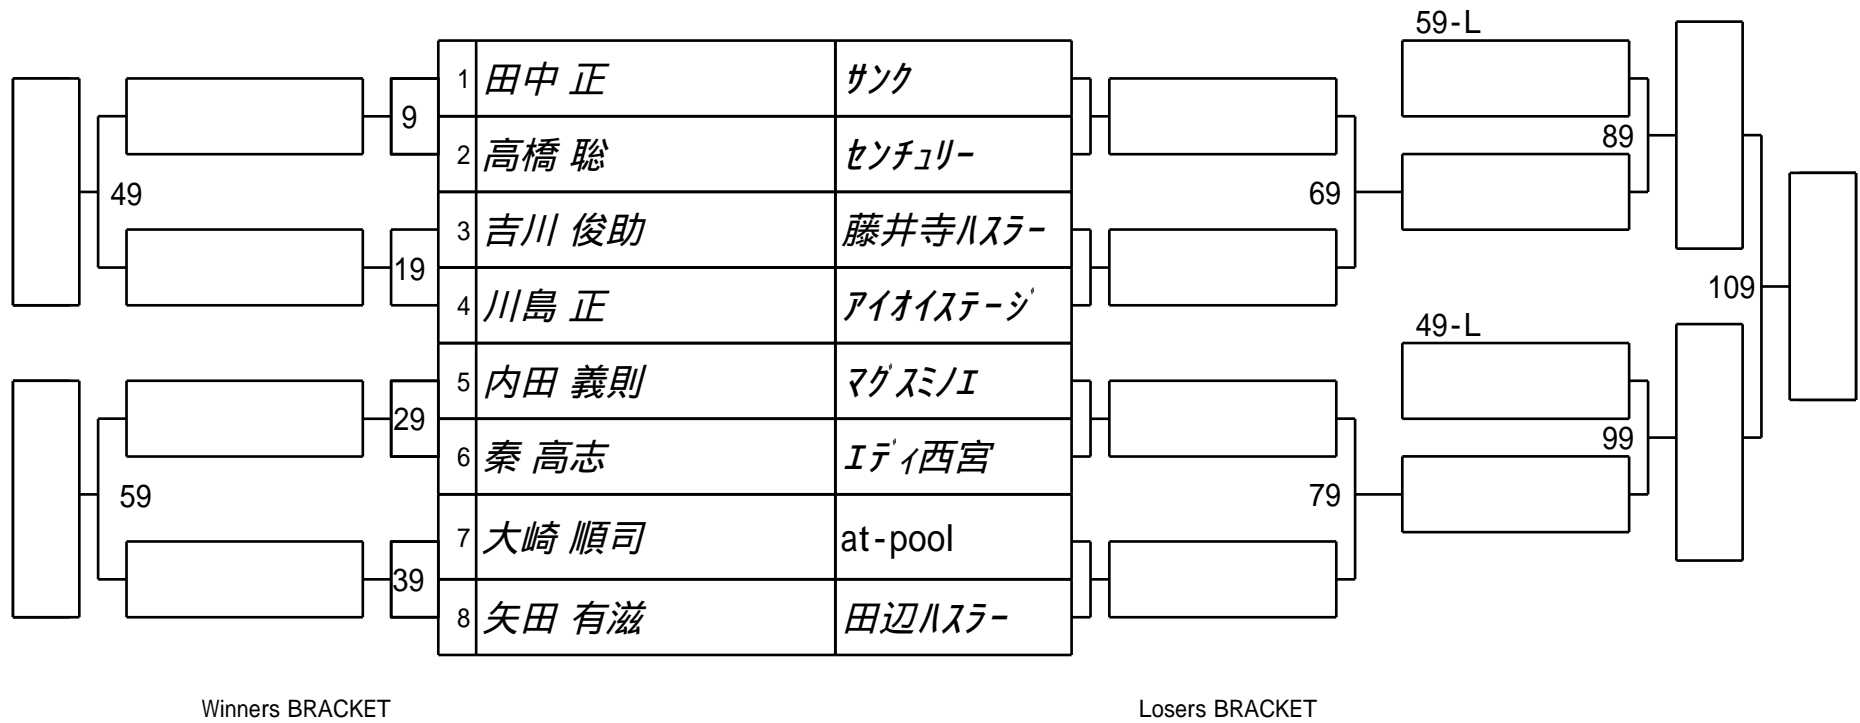 59-L
1 田中 正 サンク
9
2 高橋 聡 センチュリー
89
49
69
3 吉川 俊助 藤井寺ハスラー
19
4 川島 正 アイオイステージ
109
49-L
5 内田 義則 マグスミノエ
29
99
6 秦 高志 エディ西宮
59
79
7 大崎 順司 at-pool
39
8 矢田 有滋 田辺ハスラー
Winners BRACKET
Losers BRACKET